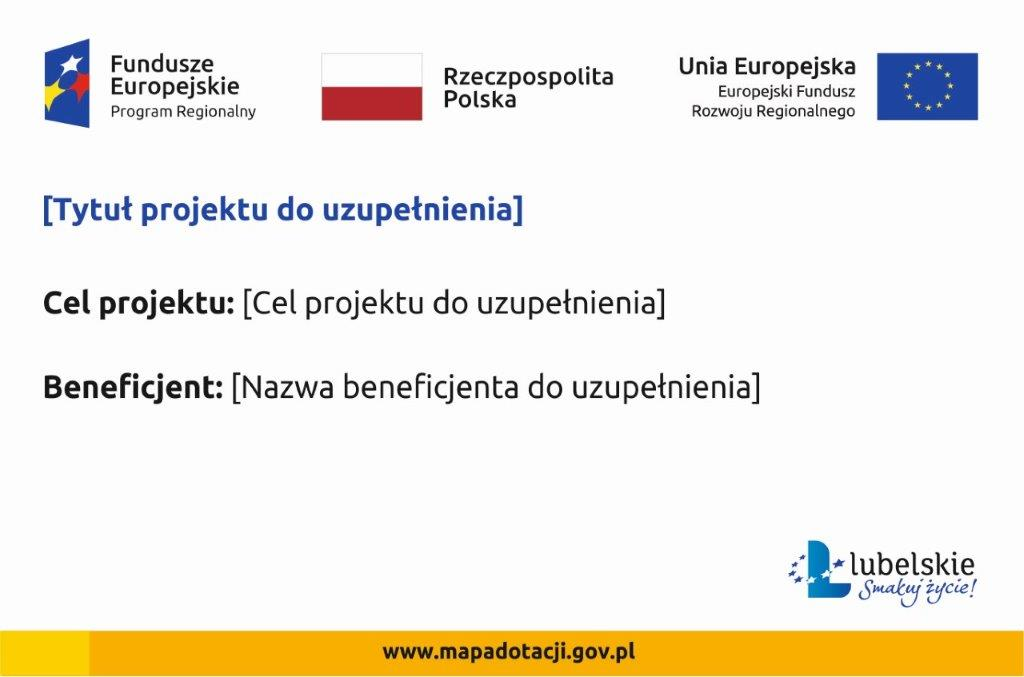 Fundusze
Europejskie
Program Regionalny
Rzeczpospolita
Polska
Unia Europejska
Europejski Fundusz
Rozwoju Regionalnego
[Tytuł projektu do uzupełnienia]
Cel projektu: [Cel projektu do uzupełnienia]
Beneficjent: [Nazwa beneficjenta do uzupełnienia]
lubelskie
Smakuj życie!
www.mapadotacji.gov.pl